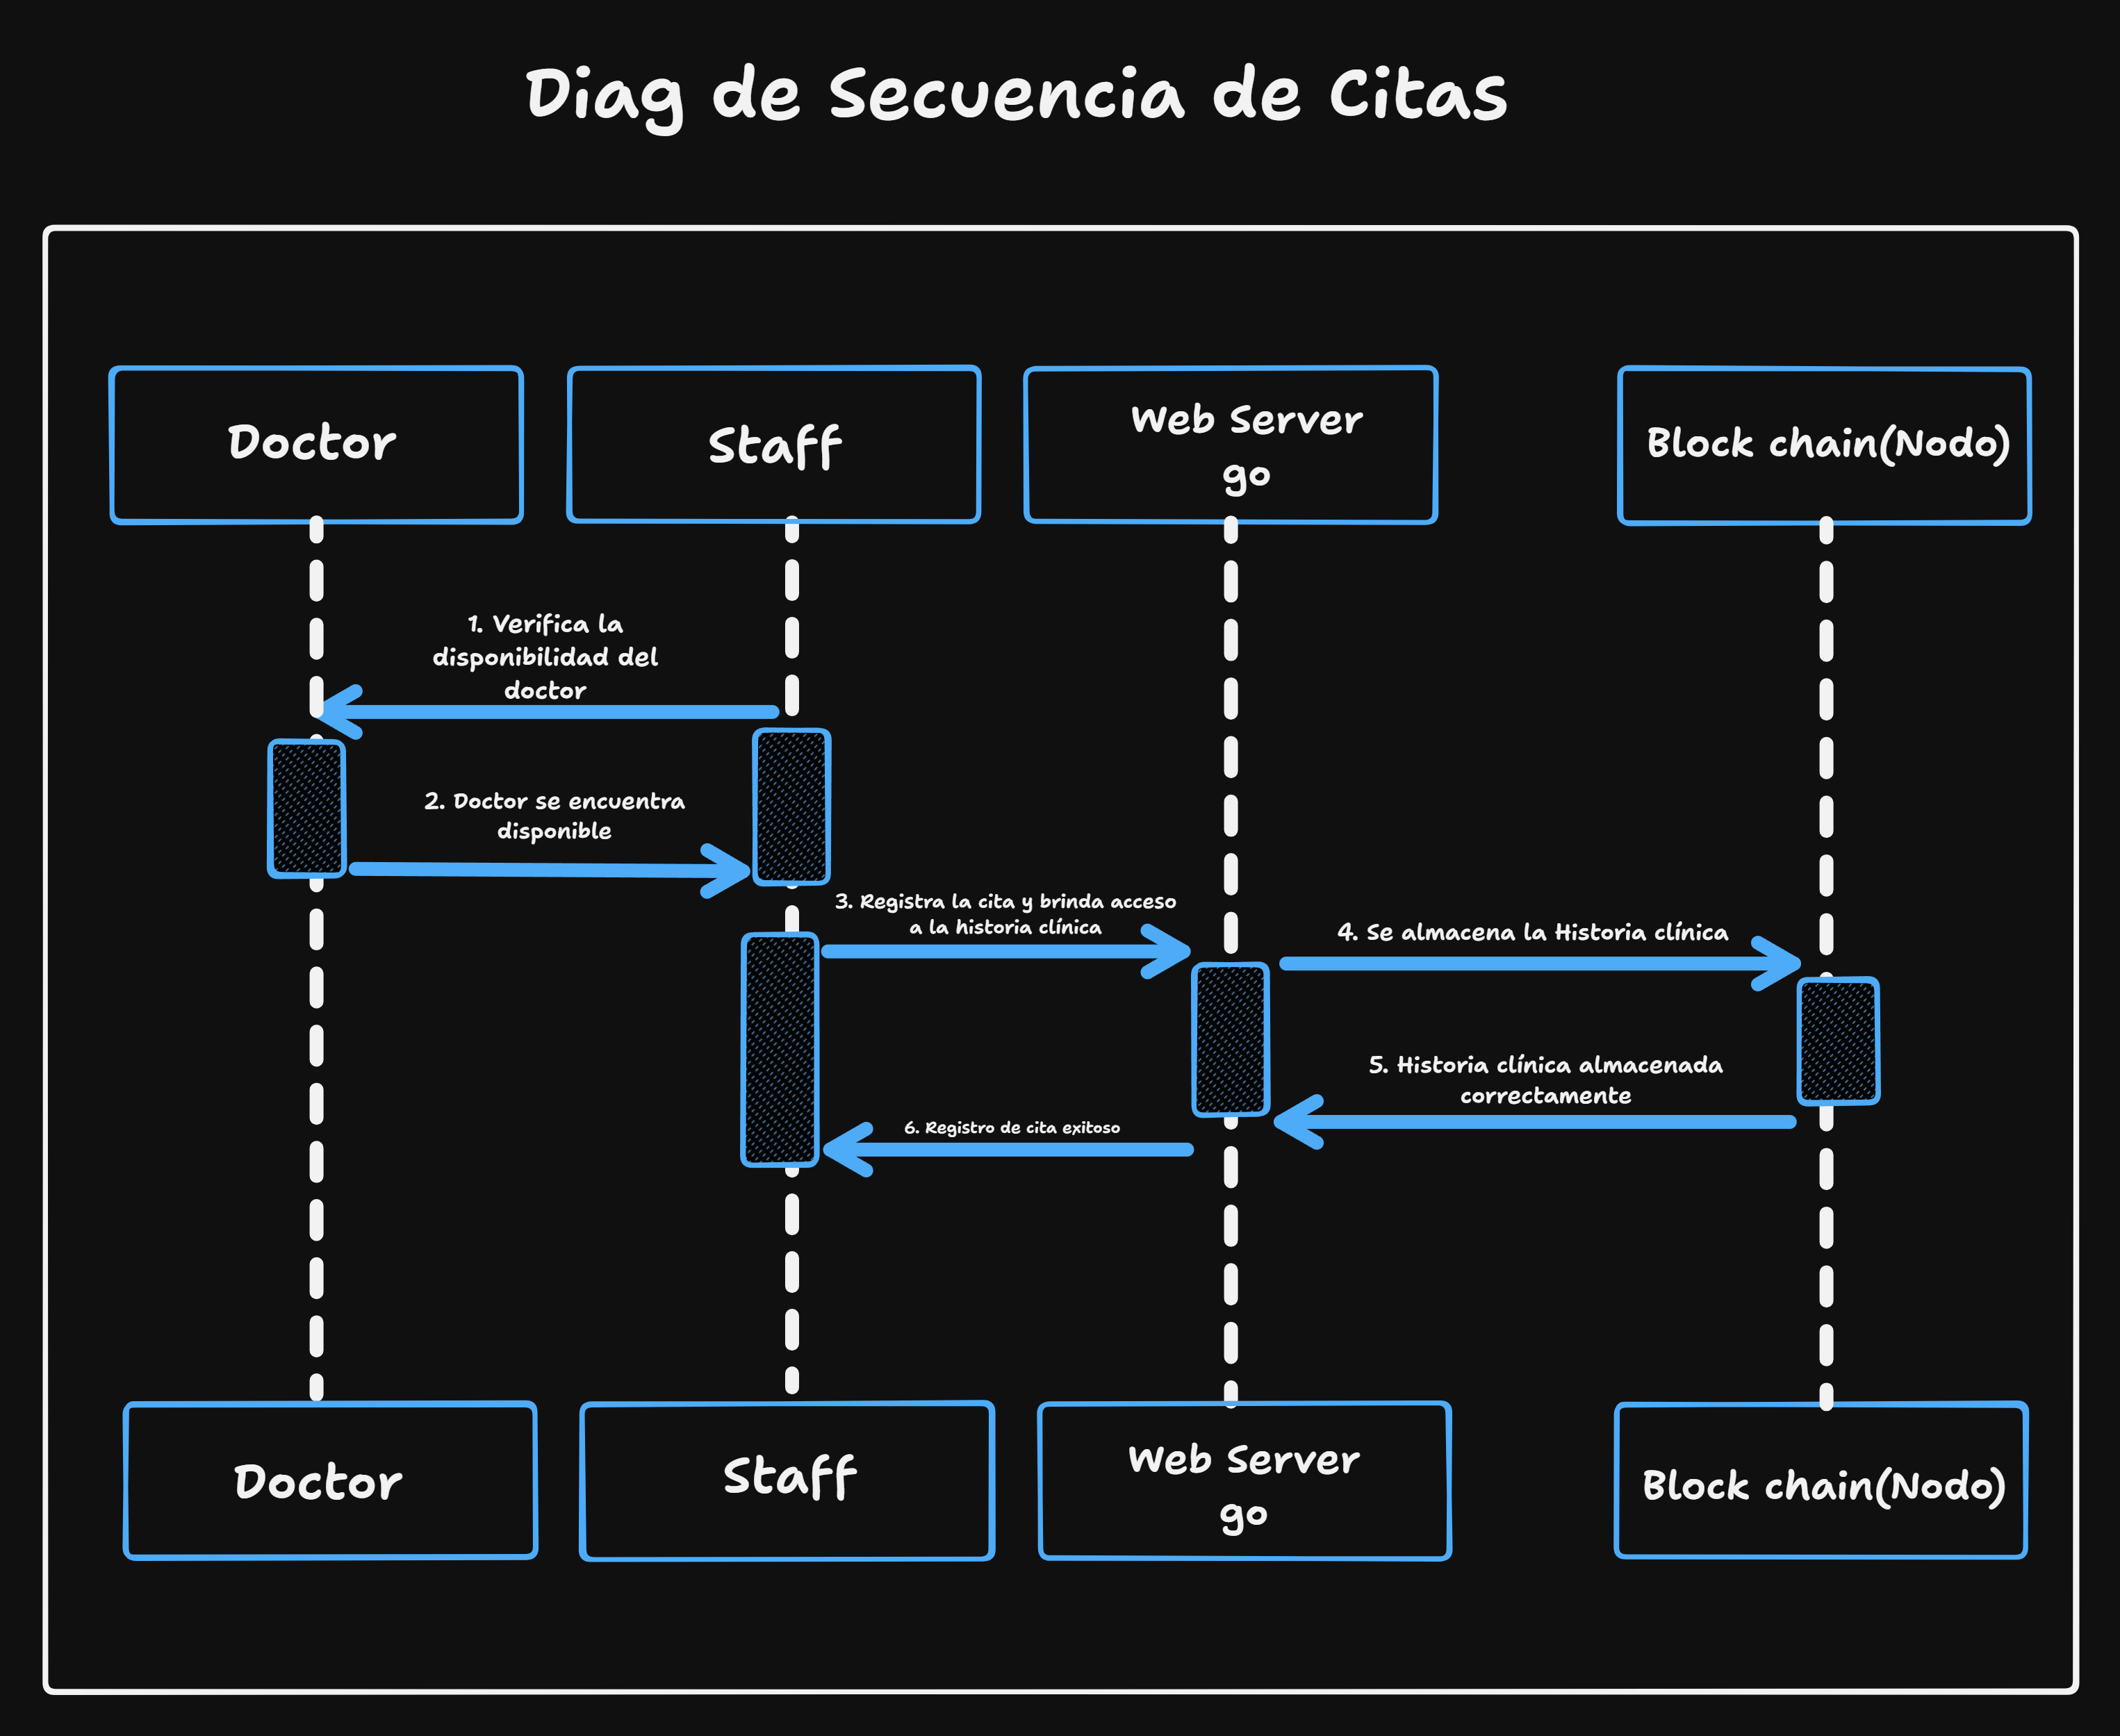 Diag de Secuencia de Citas
Doctor
Staff
Web Server
go
Block chain(Nodo)
1. Verifica la
disponibilidad del
doctor
2. Doctor se encuentra
disponible
3. Registra la cita y brinda acceso
a la historia clínica
4. Se almacena la Historia clínica
5. Historia clínica almacenada
correctamente
6. Registro de cita exitoso
Doctor
Staff
Web Server
go
Block chain(Nodo)